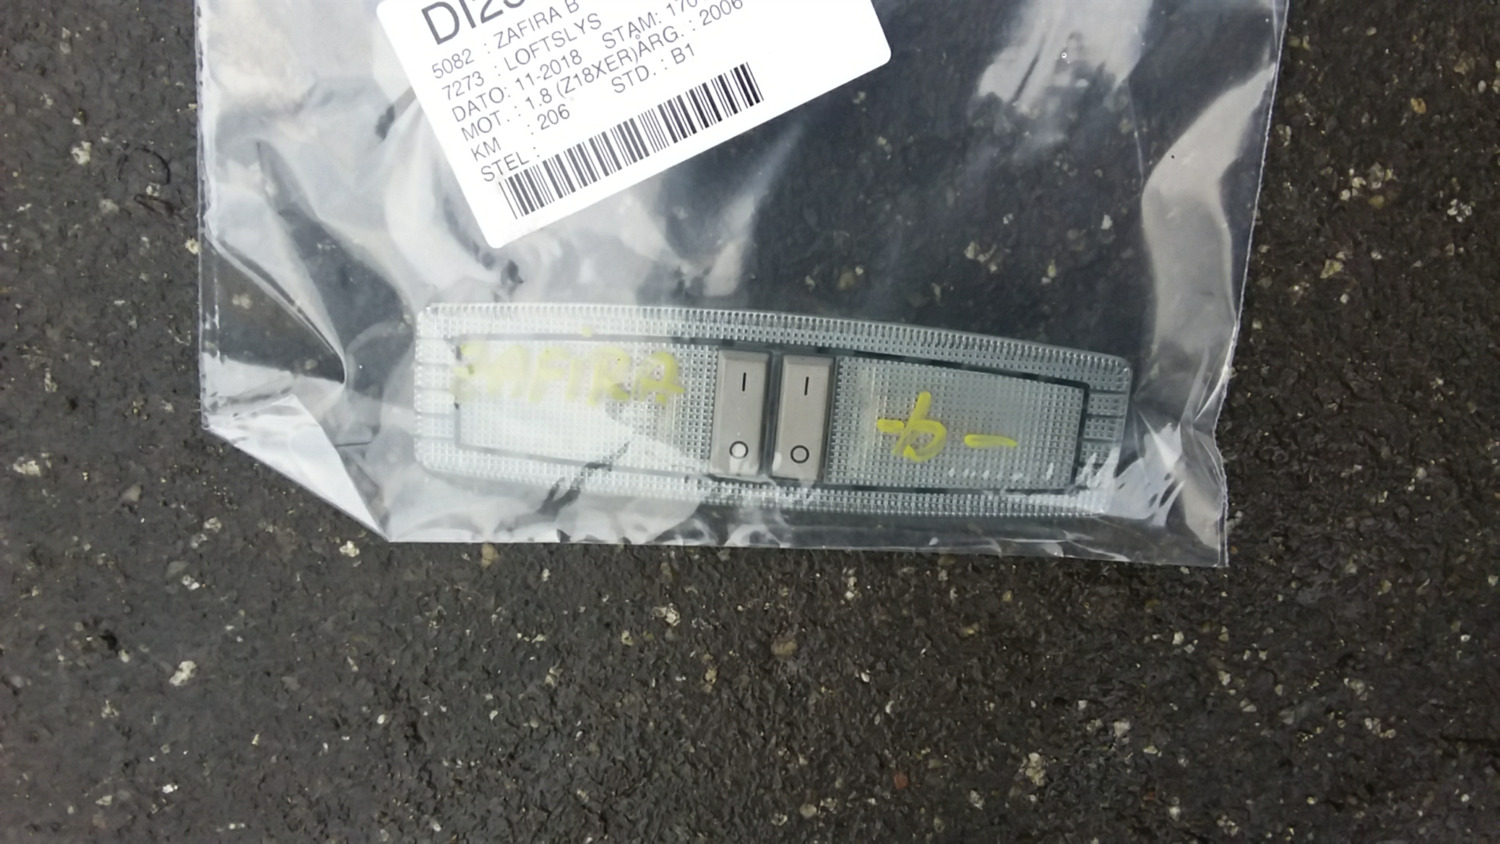 5082 : ZAFIRA B
7273 : LOFTSLYS STAM: 170
DATO: 11-2018 ÅRG. : 2006
MOT. : 1.8 (Z18XER) STD. : B1
KM : 206
STEL :
ZAFIRA
I I
O O